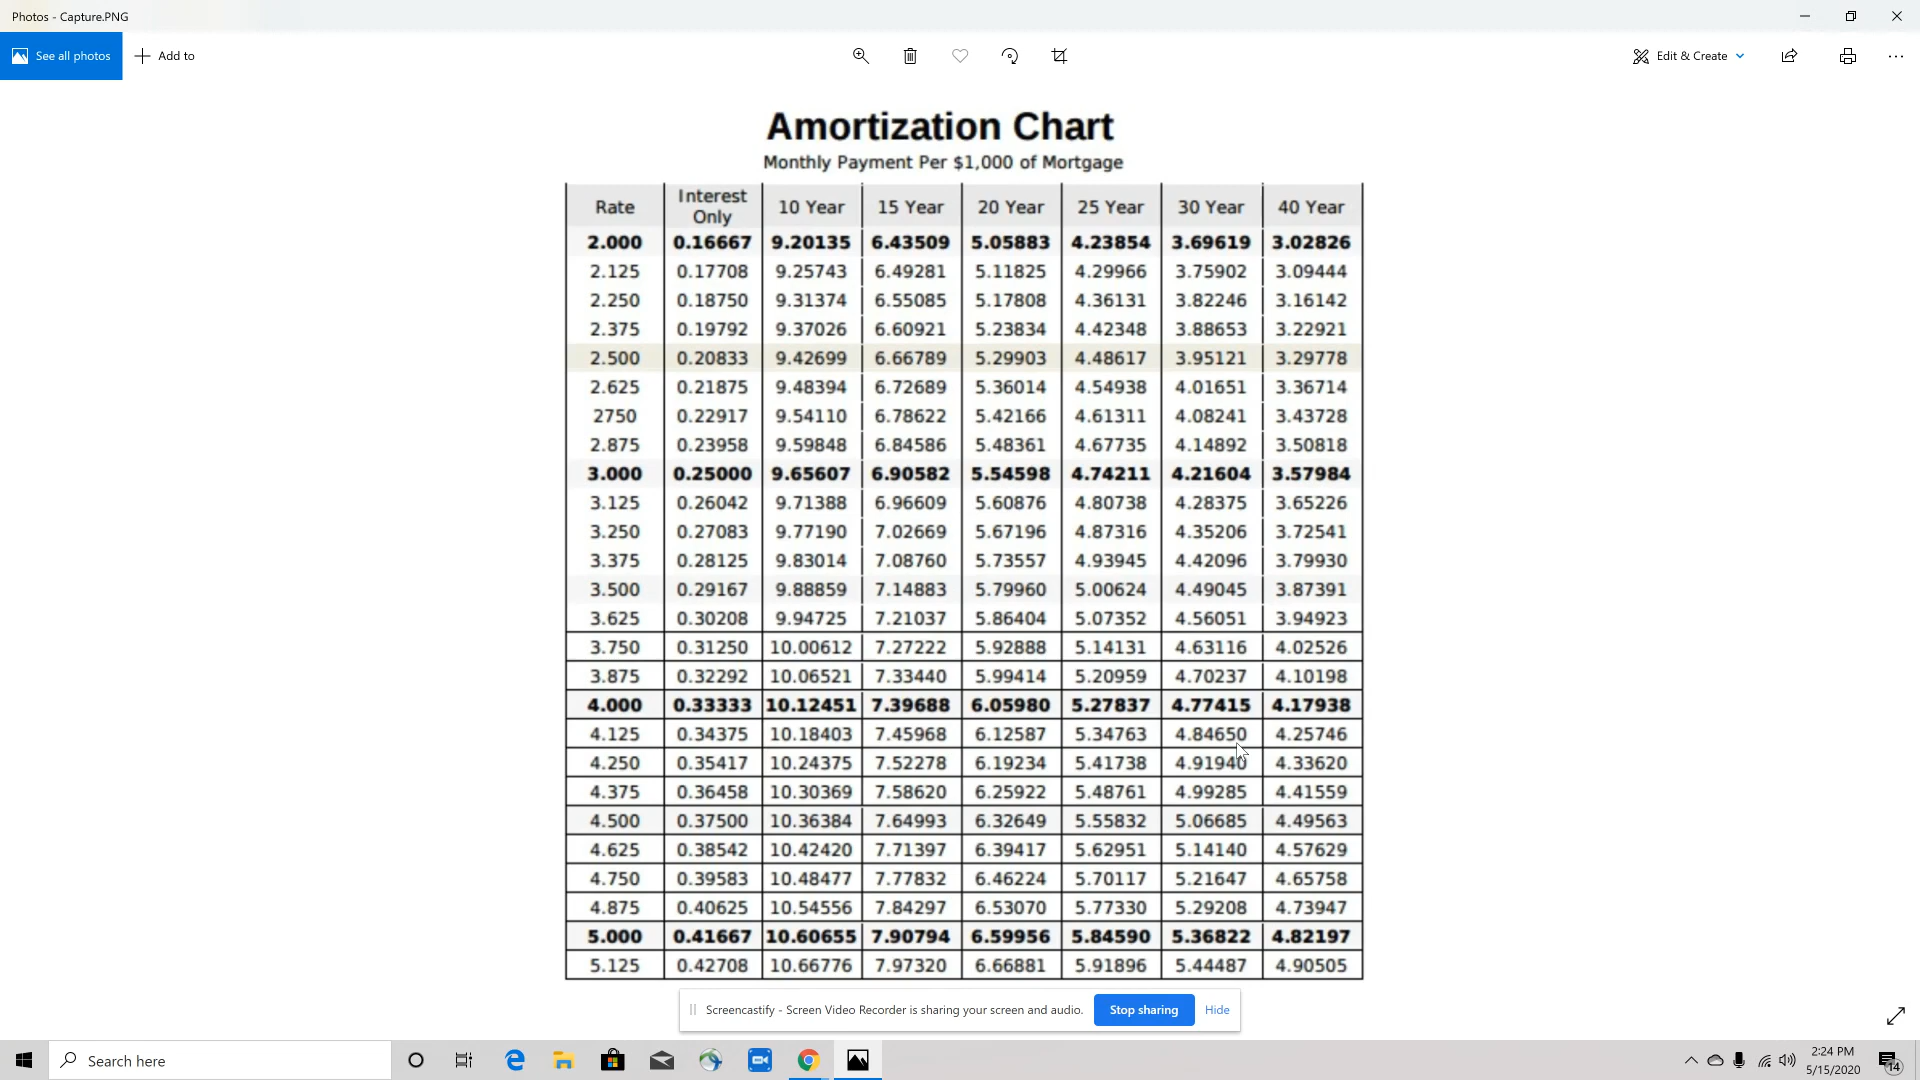 Photos - Capture.PNG
See all photos
Add to
Edit & Create
Amortization Chart
Monthly Payment Per $1,000 of Mortgage
Rate Interest Only 10 Year 15 Year 20 Year 25 Year 30 Year 40 Year
2.000 0.16667 9.20135 6.43509 5.05883 4.23854 3.69619 3.02826
2.125 0.17708 9.25743 6.49281 5.11825 4.29966 3.75902 3.09444
2.250 0.18750 9.31374 6.55085 5.17808 4.36131 3.82246 3.16142
2.375 0.19792 9.37026 6.60921 5.23834 4.42348 3.88653 3.22921
2.500 0.20833 9.42699 6.66789 5.29903 4.48617 3.95121 3.29778
2.625 0.21875 9.48394 6.72689 5.36014 4.54938 4.01651 3.36714
2750 0.22917 9.54110 6.78622 5.42166 4.61311 4.08241 3.43728
2.875 0.23958 9.59848 6.84586 5.48361 4.67735 4.14892 3.50818
3.000 0.25000 9.65607 6.90582 5.54598 4.74211 4.21604 3.57984
3.125 0.26042 9.71388 6.96609 5.60876 4.80738 4.28375 3.65226
3.250 0.27083 9.77190 7.02669 5.67196 4.87316 4.35206 3.72541
3.375 0.28125 9.83014 7.08760 5.73557 4.93945 4.42096 3.79930
3.500 0.29167 9.88859 7.14883 5.79960 5.00624 4.49045 3.87391
3.625 0.30208 9.94725 7.21037 5.86404 5.07352 4.56051 3.94923
3.750 0.31250 10.00612 7.27222 5.92888 5.14131 4.63116 4.02526
3.875 0.32292 10.06521 7.33440 5.99414 5.20959 4.70237 4.10198
4.000 0.33333 10.12451 7.39688 6.05980 5.27837 4.77415 4.17938
4.125 0.34375 10.18403 7.45968 6.12587 5.34763 4.84650 4.25746
4.250 0.35417 10.24375 7.52278 6.19234 5.41738 4.91940 4.33620
4.375 0.36458 10.30369 7.58620 6.25922 5.48761 4.99285 4.41559
4.500 0.37500 10.36384 7.64993 6.32649 5.55832 5.06685 4.49563
4.625 0.38542 10.42420 7.71397 6.39417 5.62951 5.14140 4.57629
4.750 0.39583 10.48477 7.77832 6.46224 5.70117 5.21647 4.65758
4.875 0.40625 10.54556 7.84297 6.53070 5.77330 5.29208 4.73947
5.000 0.41667 10.60655 7.90794 6.59956 5.84590 5.36822 4.82197
5.125 0.42708 10.66776 7.97320 6.66881 5.91896 5.44487 4.90505
Screencastify - Screen Video Recorder is sharing your screen and audio. Stop sharing Hide
Search here
2:24 PM
5/15/2020
14